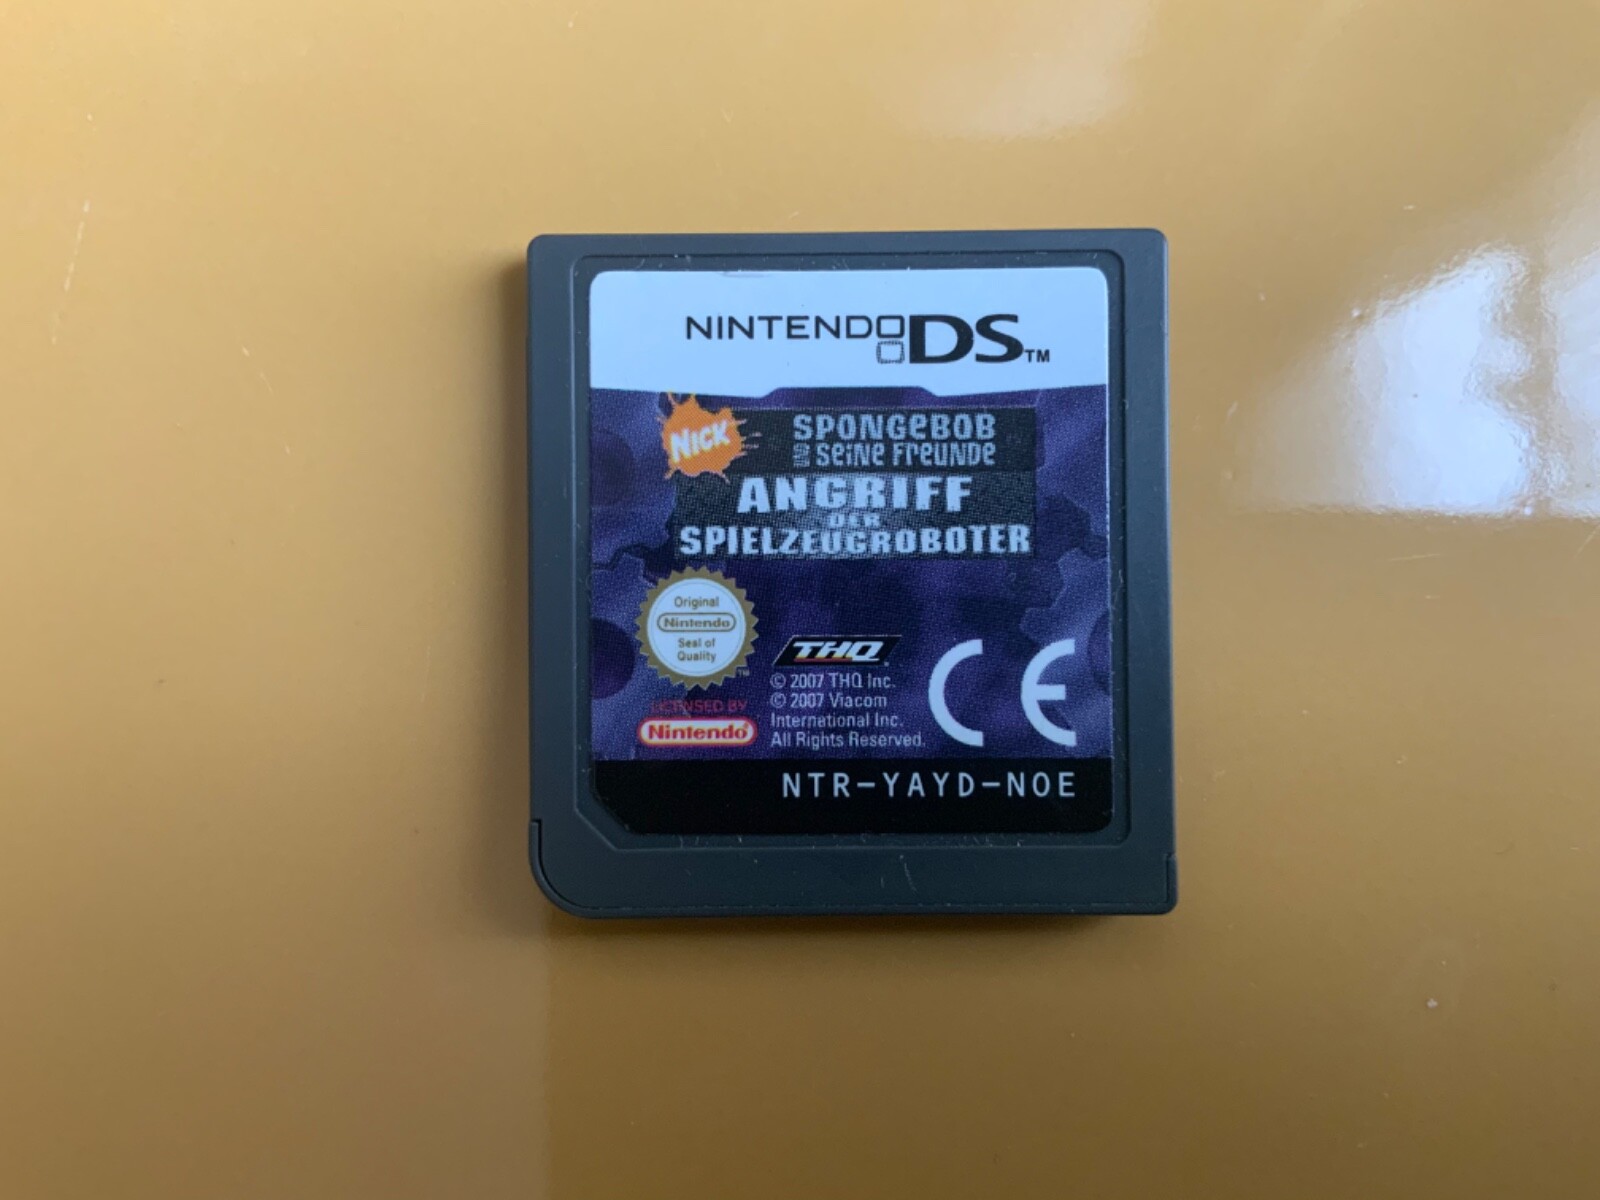 NINTENDO DS™
NICK
SPONGEBOB
UND SEINE FREUNDE
ANGRIFF
DER
SPIELZEUGROBOTER
Original
Nintendo
Seal of
Quality
TM
LICENSED BY
Nintendo®
THQ
© 2007 THQ Inc.
© 2007 Viacom
International Inc.
All Rights Reserved.
CE
NTR-YAYD-NOE